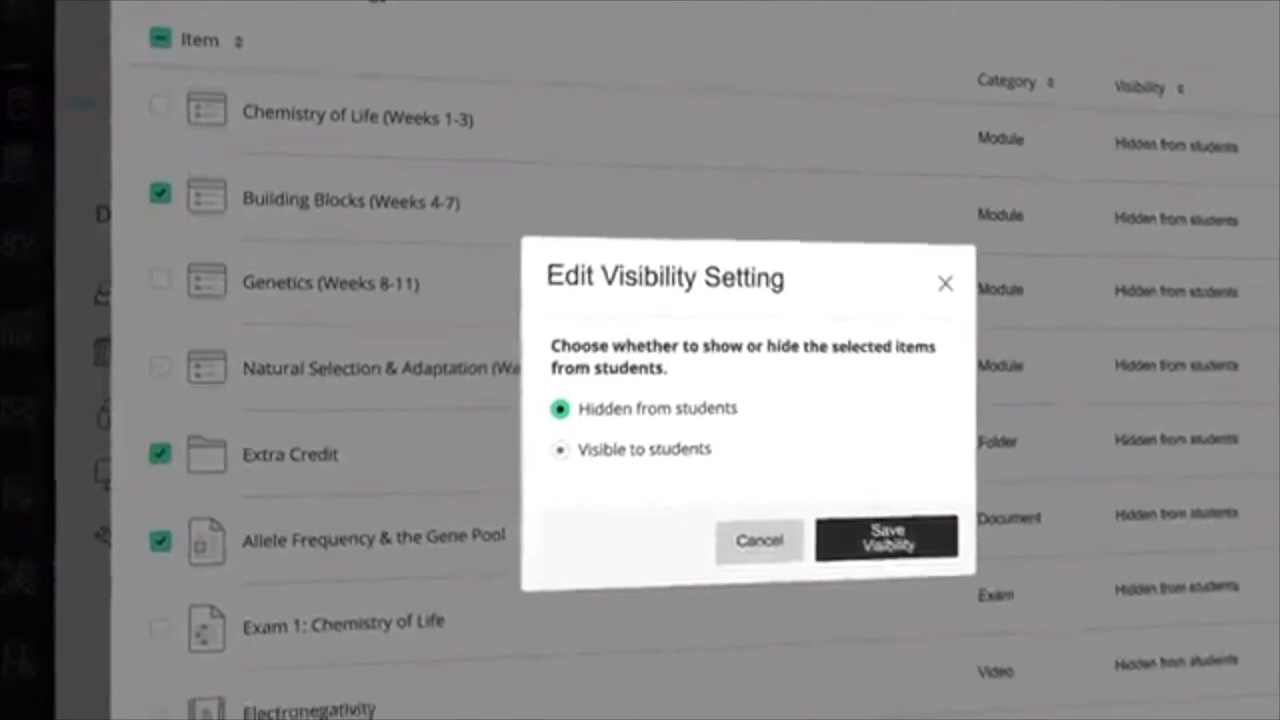 Item
Category
Visibility
Chemistry of Life (Weeks 1-3)
Module
Hidden from students
Building Blocks (Weeks 4-7)
Module
Hidden from students
Genetics (Weeks 8-11)
Module
Hidden from students
Natural Selection & Adaptation
Module
Hidden from students
Extra Credit
Folder
Hidden from students
Allele Frequency & the Gene Pool
Document
Hidden from students
Exam 1: Chemistry of Life
Exam
Hidden from students
Electronegativity
Video
Hidden from students
Edit Visibility Setting
Choose whether to show or hide the selected items
from students.
Hidden from students
Visible to students
Cancel
Save
Visibility